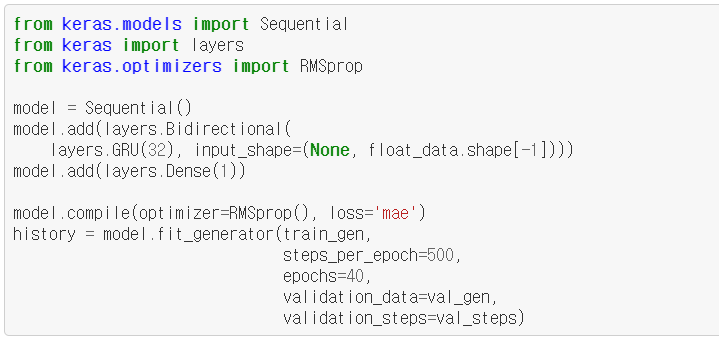 from keras.models import Sequential
from keras import layers
from keras.optimizers import RMSprop

model = Sequential()
model.add(layers.Bidirectional(
    layers.GRU(32), input_shape=(None, float_data.shape[-1])))
model.add(layers.Dense(1))

model.compile(optimizer=RMSprop(), loss='mae')
history = model.fit_generator(train_gen,
                              steps_per_epoch=500,
                              epochs=40,
                              validation_data=val_gen,
                              validation_steps=val_steps)